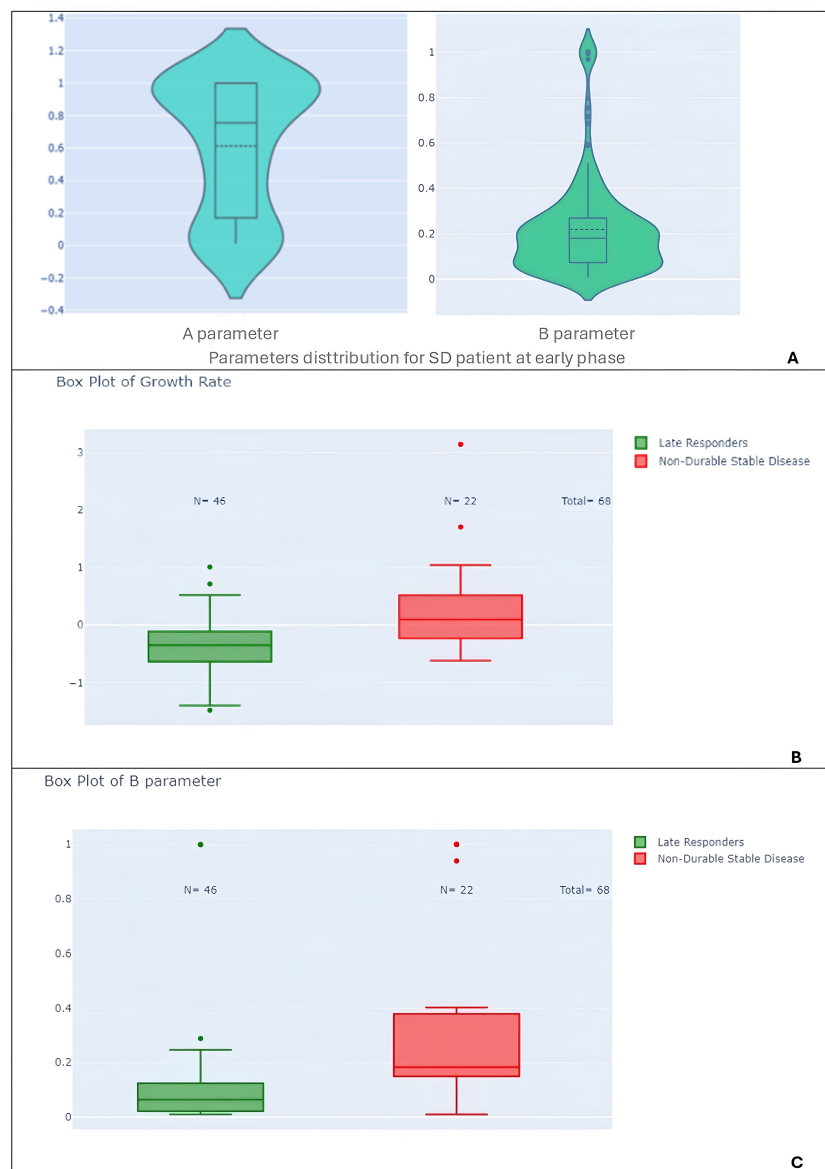 1.4
1.2
1
0.8
0.6
0.4
0.2
0
−0.2
−0.4
1
0.8
0.6
0.4
0.2
0
A parameter
B parameter
Parameters disttribution for SD patient at early phase
A
Box Plot of Growth Rate
3
2
1
0
−1
N= 46
N= 22
Total= 68
Late Responders
Non-Durable Stable Disease
B
Box Plot of B parameter
1
0.8
0.6
0.4
0.2
0
N= 46
N= 22
Total= 68
Late Responders
Non-Durable Stable Disease
C